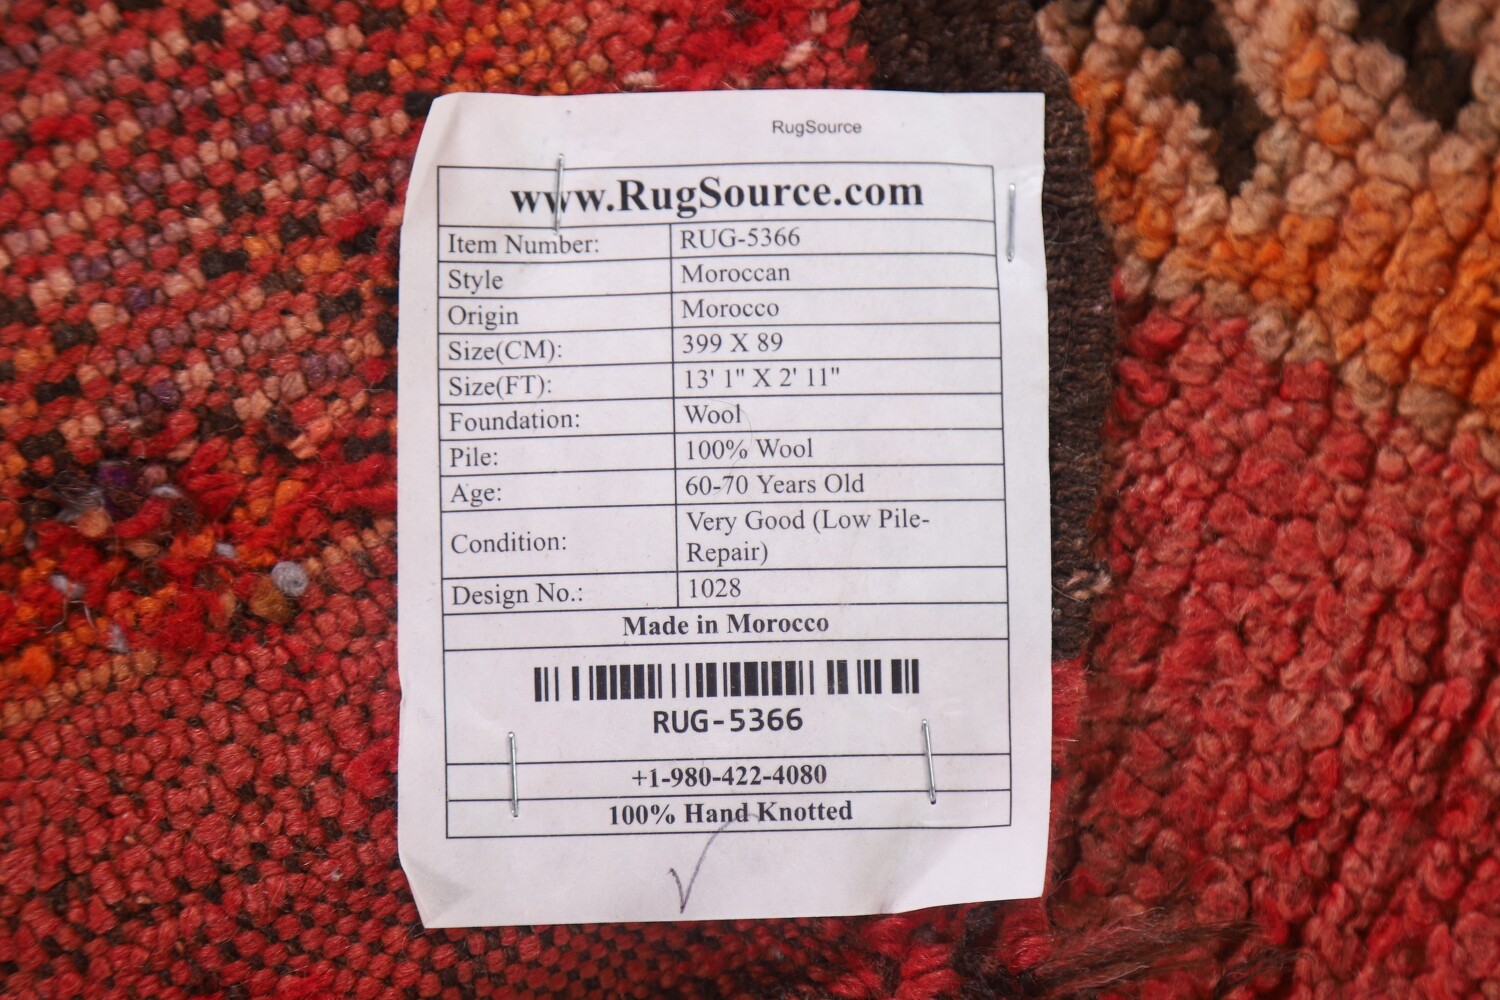 RugSource
www.RugSource.com
Item Number: RUG-5366
Style Moroccan
Origin Morocco
Size(CM): 399 X 89
Size(FT): 13' 1" X 2' 11"
Foundation: Wool
Pile: 100% Wool
Age: 60-70 Years Old
Condition: Very Good (Low Pile-
Repair)
Design No.: 1028
Made in Morocco
RUG-5366
+1-980-422-4080
100% Hand Knotted